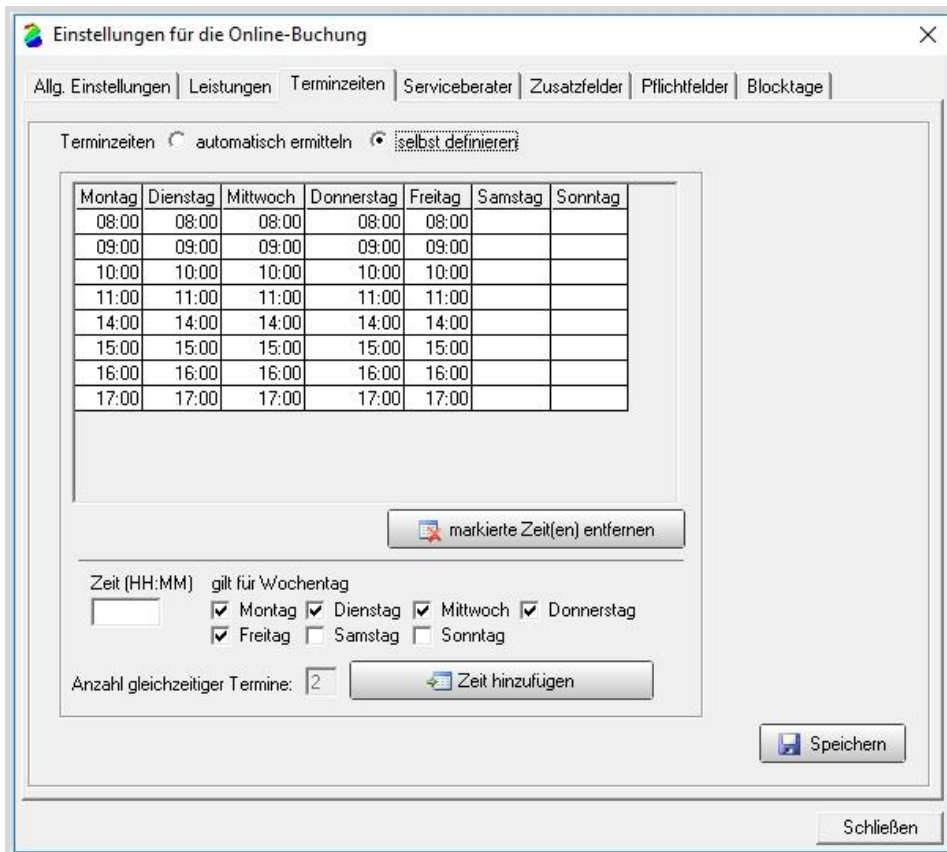 Einstellungen für die Online-Buchung
Allg. Einstellungen Leistungen Terminzeiten Serviceberater Zusatzfelder Pflichtfelder Blocktage
Terminzeiten automatisch ermitteln selbst definieren
Montag Dienstag Mittwoch Donnerstag Freitag Samstag Sonntag
08:00 08:00 08:00 08:00 08:00
09:00 09:00 09:00 09:00 09:00
10:00 10:00 10:00 10:00 10:00
11:00 11:00 11:00 11:00 11:00
14:00 14:00 14:00 14:00 14:00
15:00 15:00 15:00 15:00 15:00
16:00 16:00 16:00 16:00 16:00
17:00 17:00 17:00 17:00 17:00
markierte Zeit(en) entfernen
Zeit (HH:MM) gilt für Wochentag
Montag Dienstag Mittwoch Donnerstag
Freitag Samstag Sonntag
Anzahl gleichzeitiger Termine: 2 Zeit hinzufügen
Speichern
Schließen